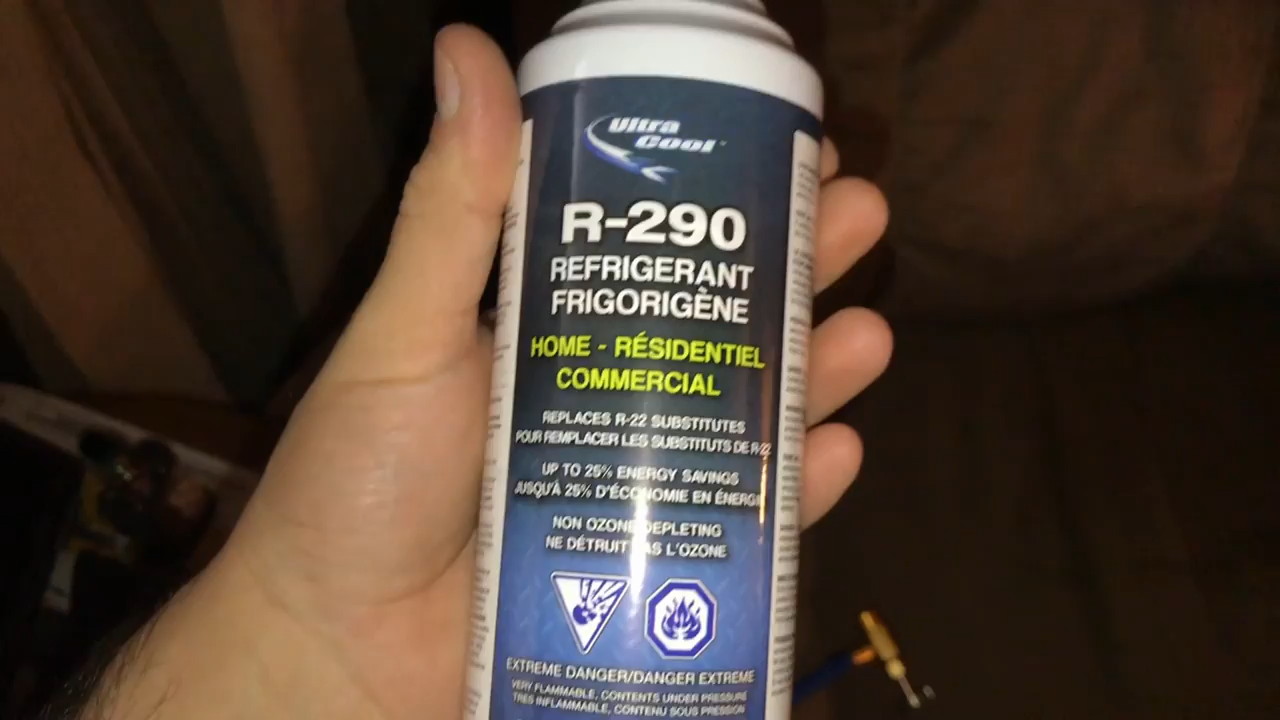 Ultra
Cool
R-290
REFRIGERANT
FRIGORIGÈNE
HOME - RÉSIDENTIEL
COMMERCIAL
REPLACES R-22 SUBSTITUTES
POUR REMPLACER LES SUBSTITUTS DE R-22
UP TO 25% ENERGY SAVINGS
JUSQU'À 25% D'ÉCONOMIE EN ÉNERGI
NON OZONE DEPLETING
NE DÉTRUIT PAS L'OZONE
EXTREME DANGER/DANGER EXTREME
VERY FLAMMABLE, CONTENTS UNDER PRESSURE
TRES INFLAMMABLE, CONTENU SOUS PRESSION